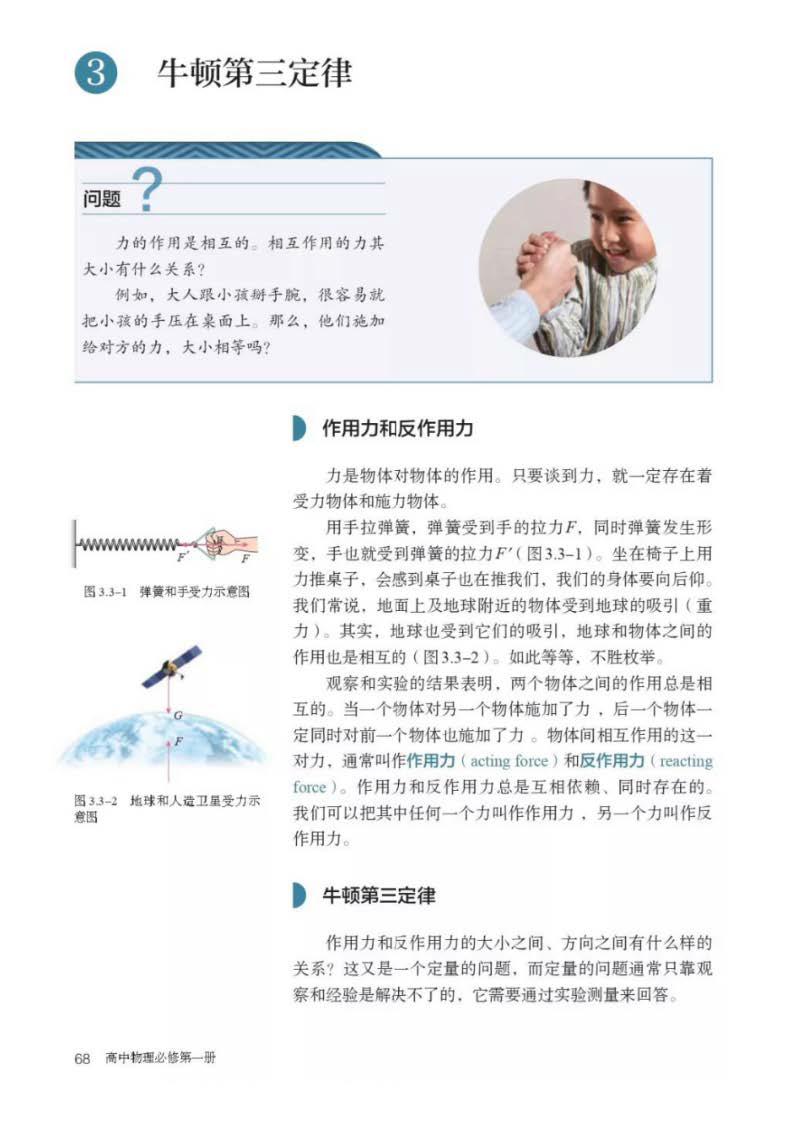 3 牛顿第三定律
问题 ?
力的作用是相互的。相互作用的力其
大小有什么关系?
例如，大人跟小孩掰手腕，很容易就
把小孩的手压在桌面上。那么，他们施加
给对方的力，大小相等吗?
作用力和反作用力
力是物体对物体的作用。只要谈到力，就一定存在着
受力物体和施力物体。
用手拉弹簧，弹簧受到手的拉力F，同时弹簧发生形
变，手也就受到弹簧的拉力F′(图3.3-1)。坐在椅子上用
力推桌子，会感到桌子也在推我们，我们的身体要向后仰。
我们常说，地面上及地球附近的物体受到地球的吸引(重
力)。其实，地球也受到它们的吸引，地球和物体之间的
作用也是相互的(图3.3-2)。如此等等，不胜枚举。
观察和实验的结果表明，两个物体之间的作用总是相
互的。当一个物体对另一个物体施加了力，后一个物体一
定同时对前一个物体也施加了力。物体间相互作用的这一
对力，通常叫作作用力(acting force)和反作用力(reacting
force)。作用力和反作用力总是互相依赖、同时存在的。
我们可以把其中任何一个力叫作作用力，另一个力叫作反
作用力。
F′
F
图 3.3-1 弹簧和手受力示意图
G
F
图 3.3-2 地球和人造卫星受力示
意图
牛顿第三定律
作用力和反作用力的大小之间、方向之间有什么样的
关系？这又是一个定量的问题，而定量的问题通常只靠观
察和经验是解决不了的，它需要通过实验测量来回答。
68 高中物理必修第一册